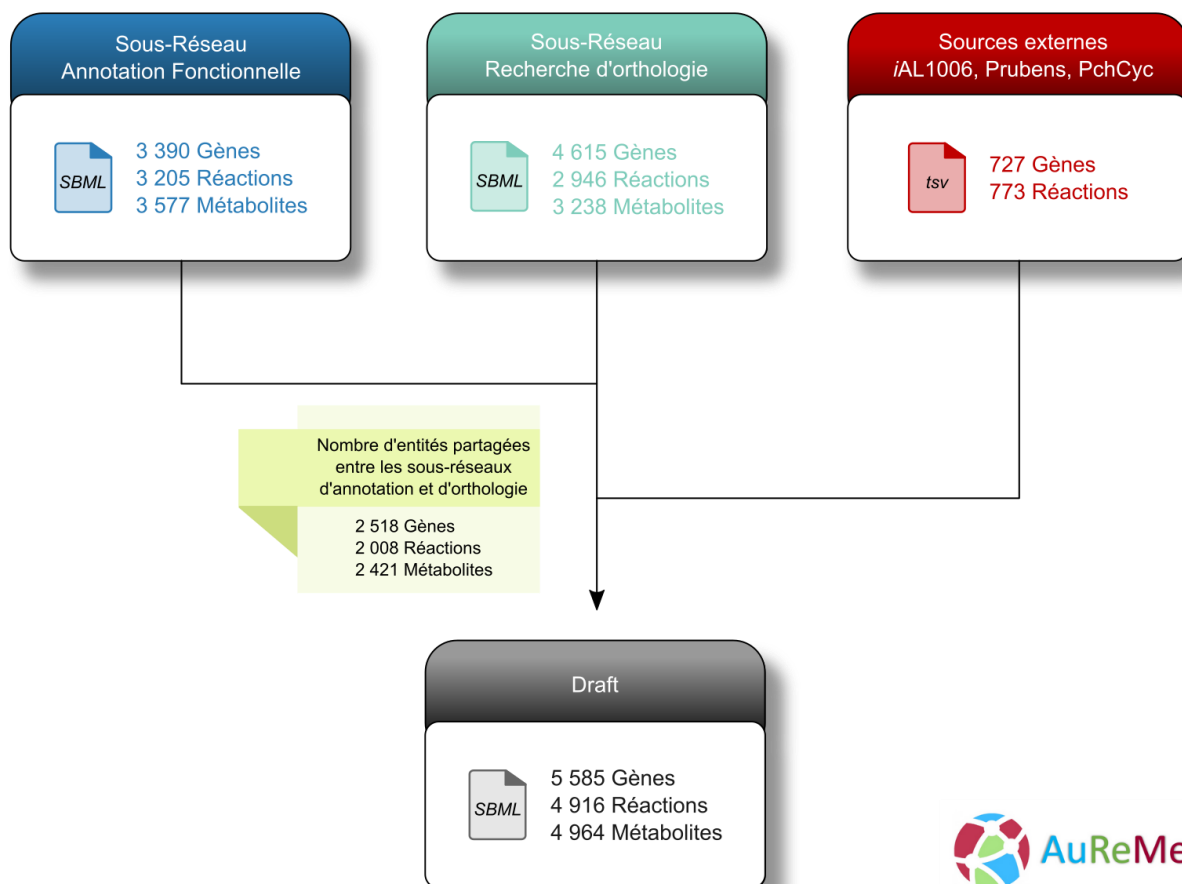 Sous-Réseau
Annotation Fonctionnelle
SBML
3 390 Gènes
3 205 Réactions
3 577 Métabolites
Sous-Réseau
Recherche d'orthologie
SBML
4 615 Gènes
2 946 Réactions
3 238 Métabolites
Sources externes
iAL1006, Prubens, PchCyc
tsv
727 Gènes
773 Réactions
Nombre d'entités partagées
entre les sous-réseaux
d'annotation et d'orthologie
2 518 Gènes
2 008 Réactions
2 421 Métabolites
Draft
SBML
5 585 Gènes
4 916 Réactions
4 964 Métabolites
AuReMe